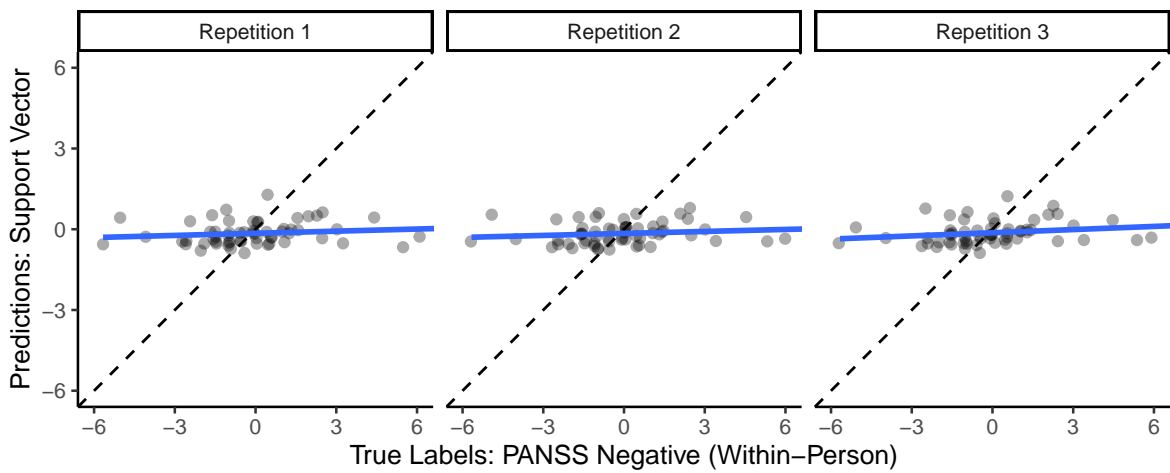 Repetition 1
Repetition 2
Repetition 3
Predictions: Support Vector
6
3
0
−3
−6
−6 −3 0 3 6
−6 −3 0 3 6
−6 −3 0 3 6
True Labels: PANSS Negative (Within−Person)